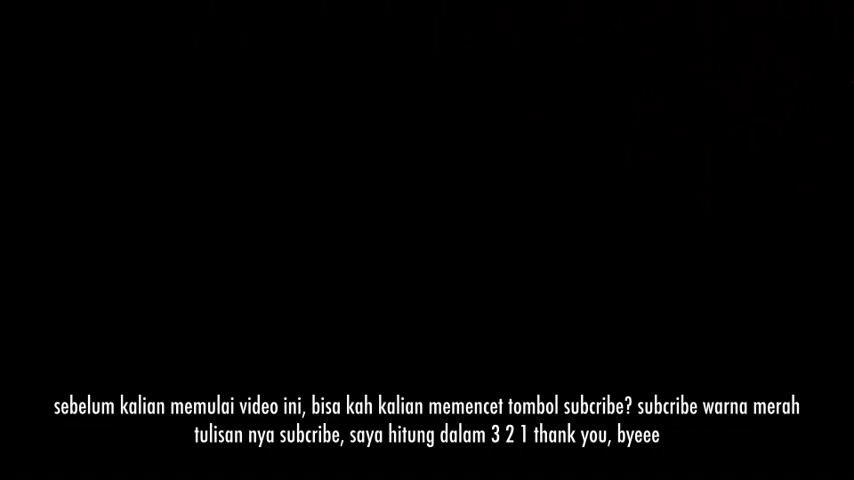 sebelum kalian memulai video ini, bisa kah kalian memencet tombol subcribe? subcribe warna merah
tulisan nya subcribe, saya hitung dalam 3 2 1 thank you, byeee